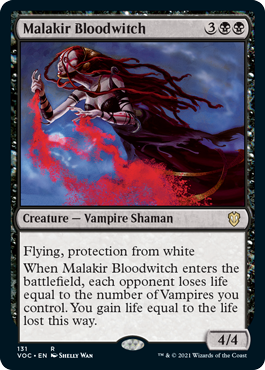 Malakir Bloodwitch 3
Creature — Vampire Shaman
Flying, protection from white
When Malakir Bloodwitch enters the
battlefield, each opponent loses life
equal to the number of Vampires you
control. You gain life equal to the life
lost this way.
4/4
131 R
VOC • EN Shelly Wan
™ & © 2021 Wizards of the Coast